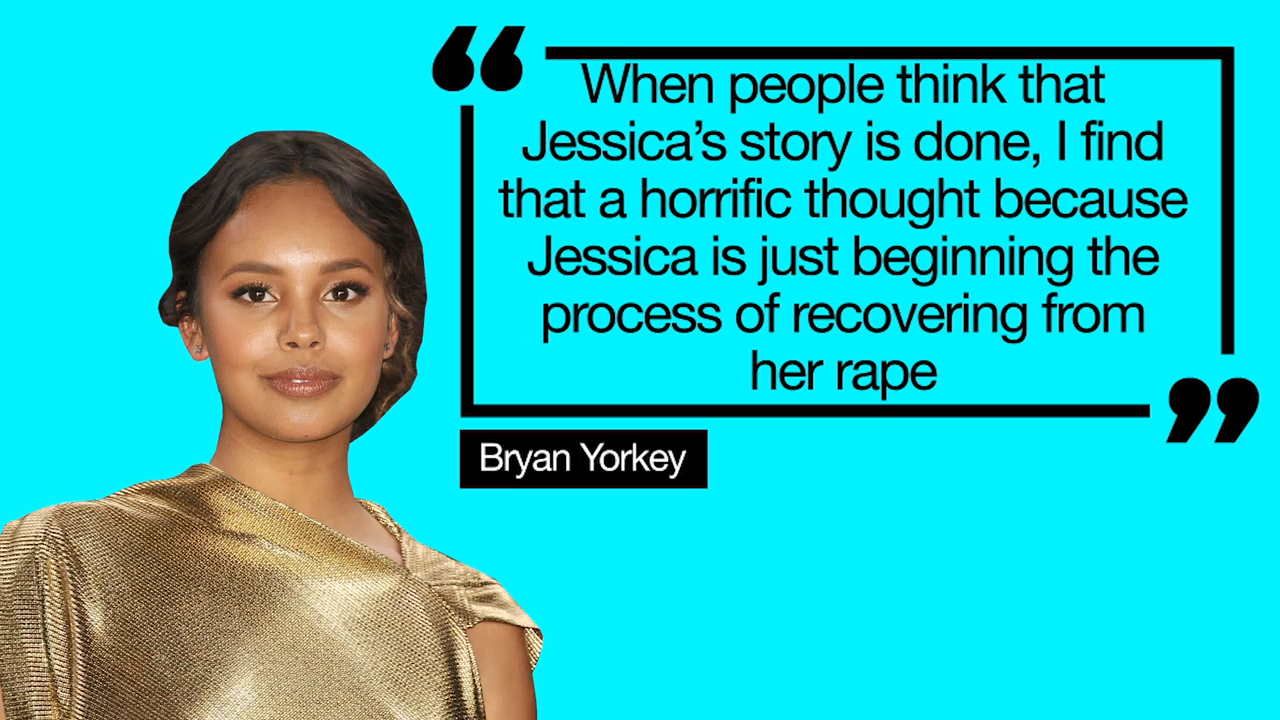 “When people think that
Jessica’s story is done, I find
that a horrific thought because
Jessica is just beginning the
process of recovering from
her rape”
Bryan Yorkey